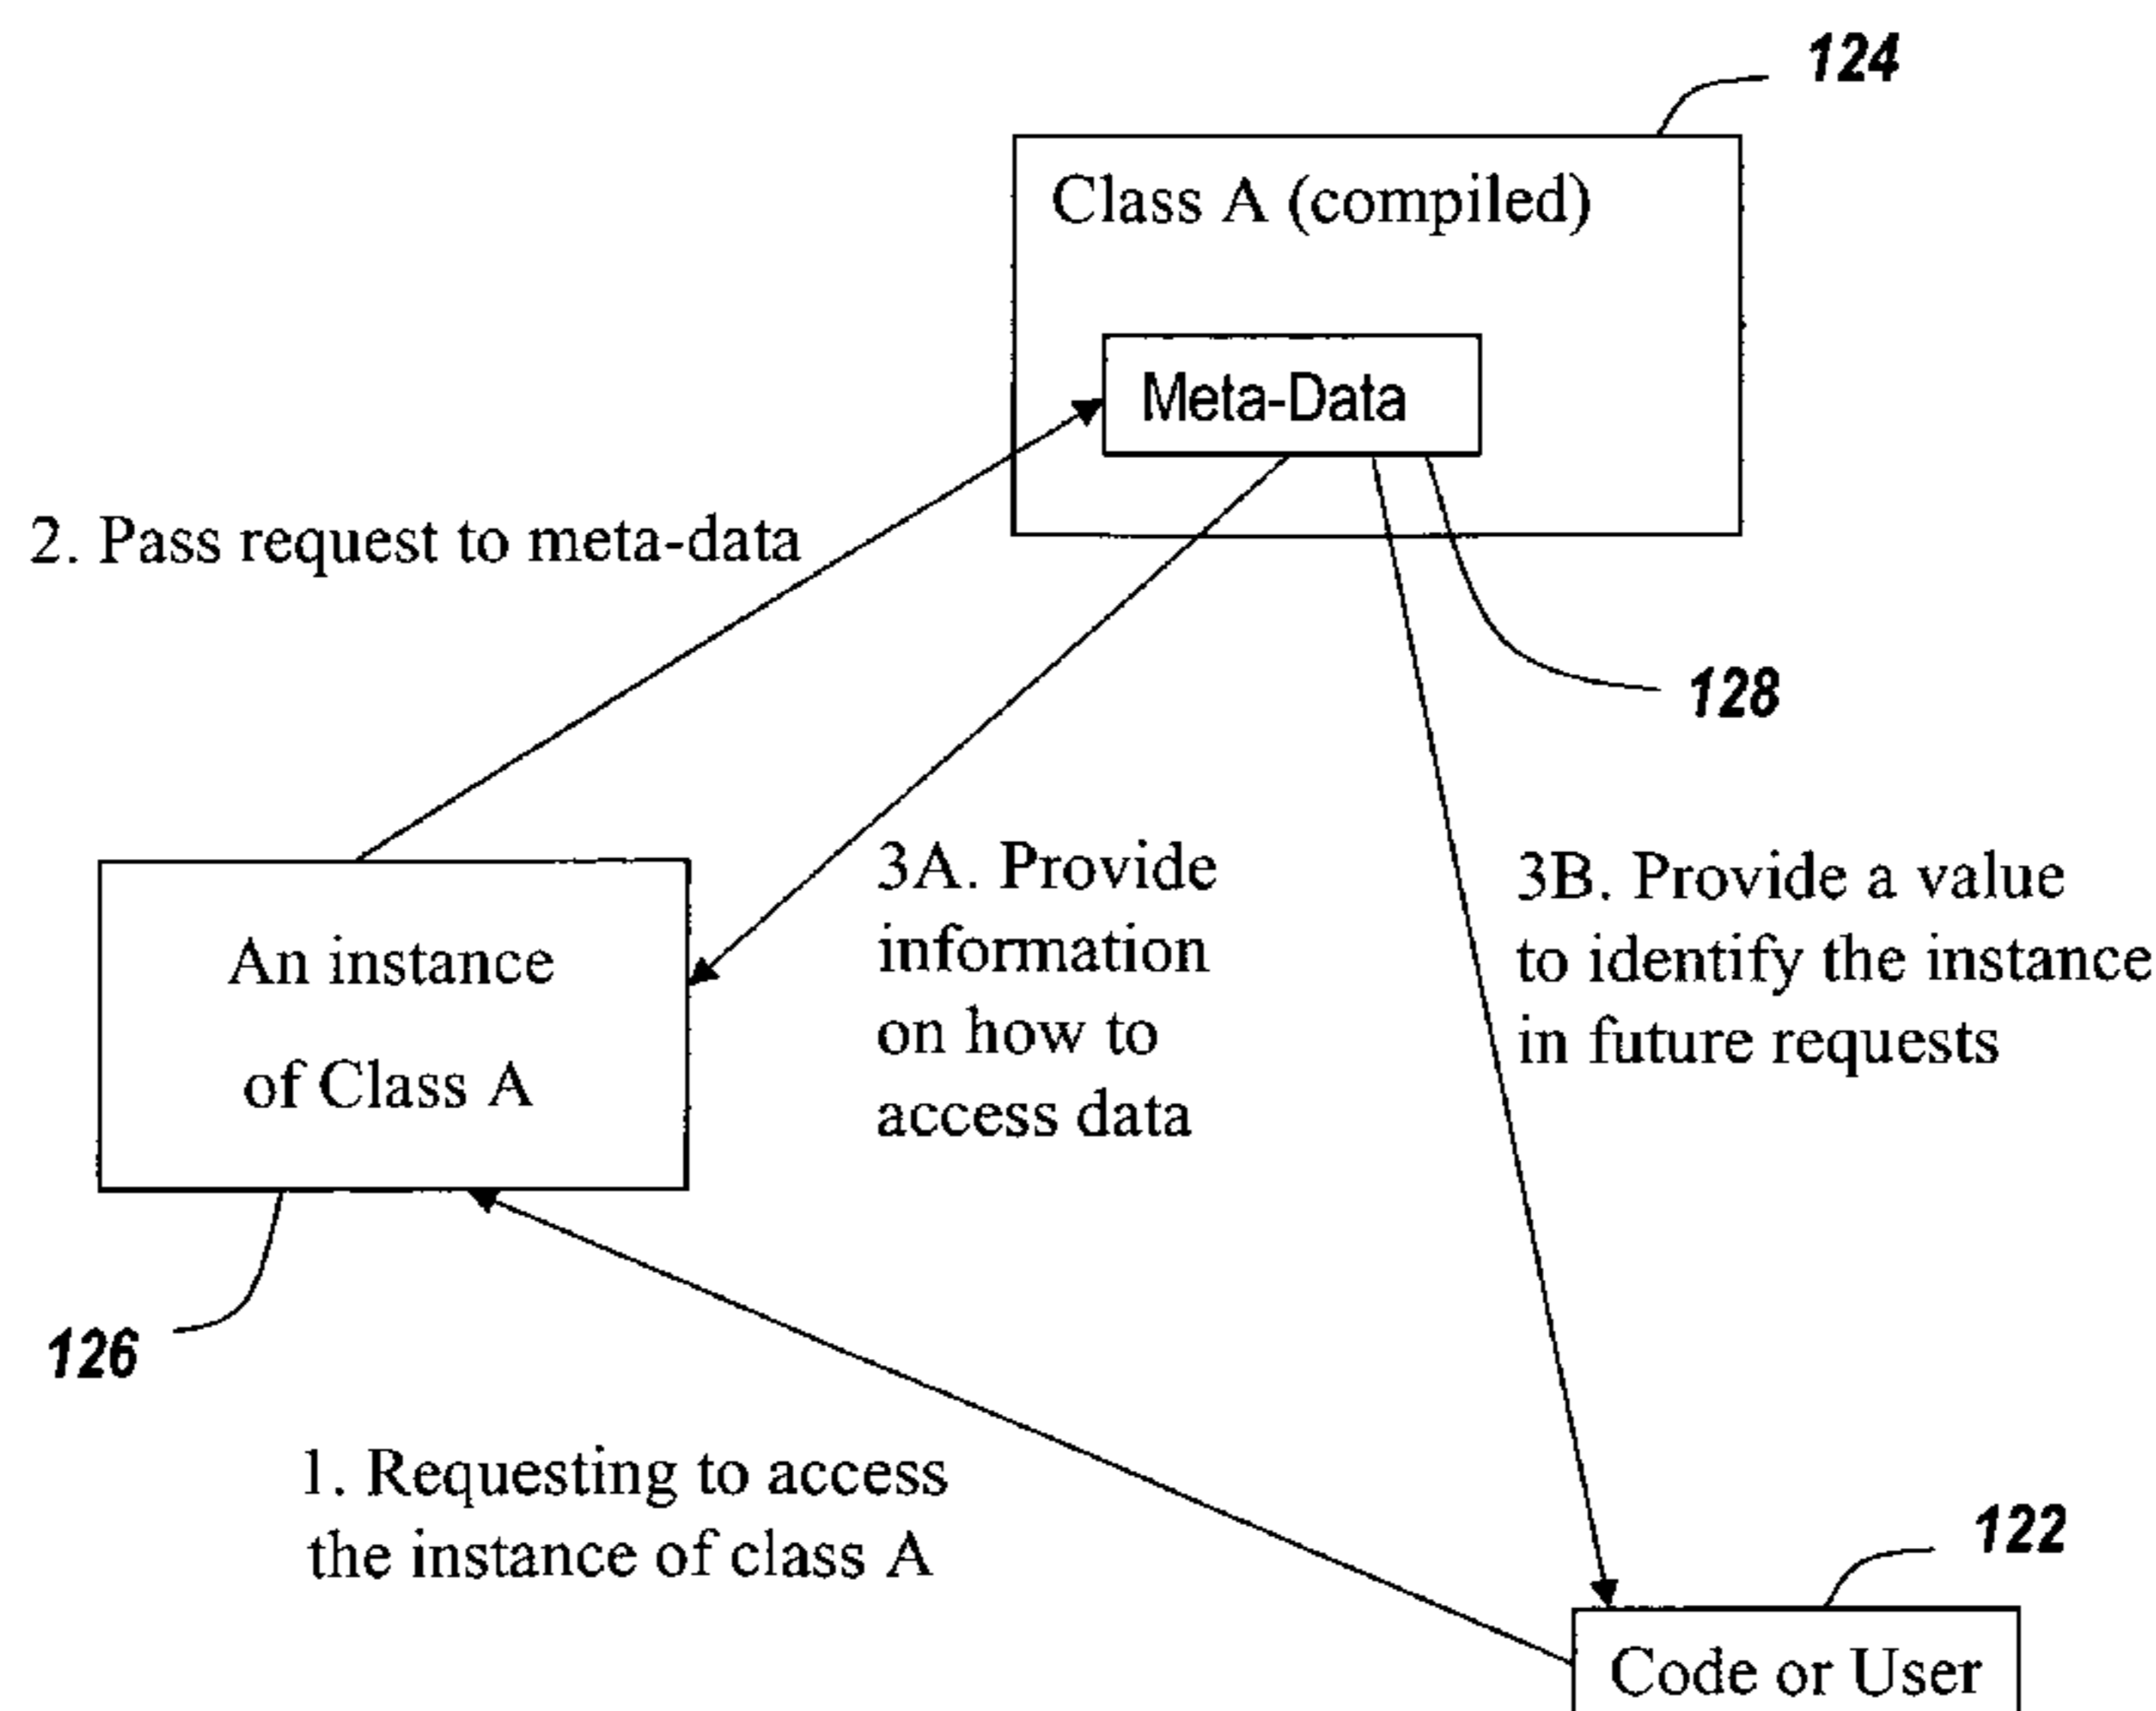 124
Class A (compiled)
Meta-Data
2. Pass request to meta-data
128
3A. Provide
information
on how to
access data
3B. Provide a value
to identify the instance
in future requests
An instance
of Class A
126
1. Requesting to access
the instance of class A
122
Code or User